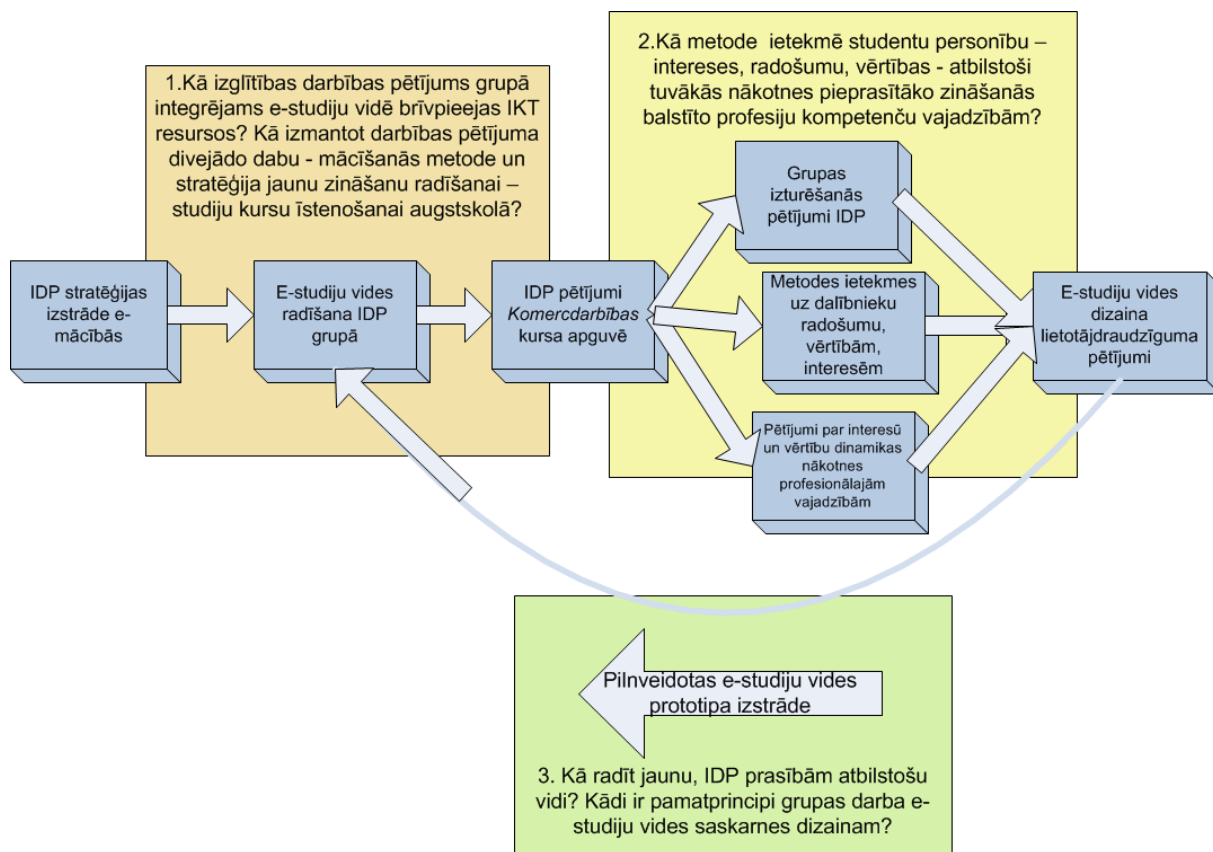 2.Kā metode ietekmē studentu personību –
intereses, radošumu, vērtības - atbilstoši
tuvākās nākotnes pieprasītāko zināšanās
balstīto profesiju kompetenču vajadzībām?
1.Kā izglītības darbības pētījums grupā
integrējams e-studiju vidē brīvpieejas IKT
resursos? Kā izmantot darbības pētījuma
divejādo dabu - mācīšanās metode un
stratēģija jaunu zināšanu radīšanai –
studiju kursu īstenošanai augstskolā?
Grupas
izturēšanās
pētījumi IDP
IDP stratēģijas
izstrāde e-
mācībās
E-studiju vides
radīšana IDP
grupā
IDP pētījumi
Komercdarbības
kursa apguvē
Metodes ietekmes
uz dalībnieku
radošumu,
vērtībām,
interesēm
E-studiju vides
dizaina
lietotājdraudzīguma
pētījumi
Pētījumi par interesū
un vērtību dinamikas
nākotnes
profesionālajām
vajadzībām
Pilnveidotas e-studiju vides
prototipa izstrāde
3. Kā radīt jaunu, IDP prasībām atbilstošu
vidi? Kādi ir pamatprincipi grupas darba e-
studiju vides saskarnes dizainam?